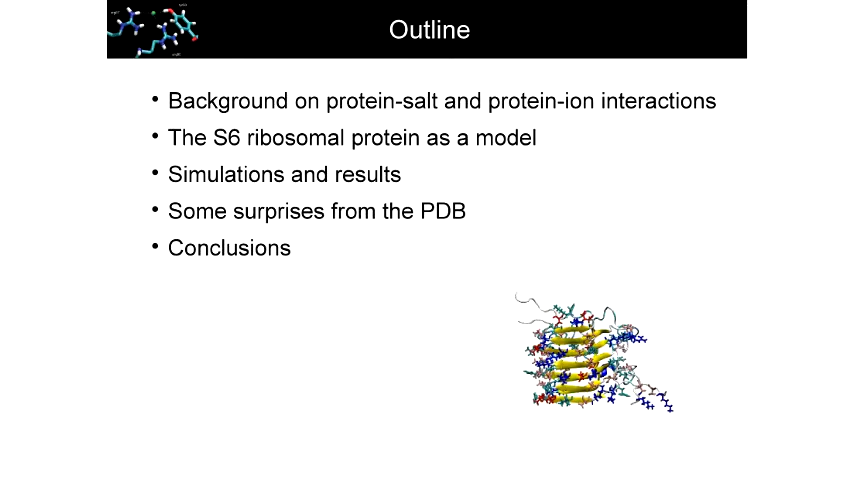 Outline
• Background on protein-salt and protein-ion interactions
• The S6 ribosomal protein as a model
• Simulations and results
• Some surprises from the PDB
• Conclusions